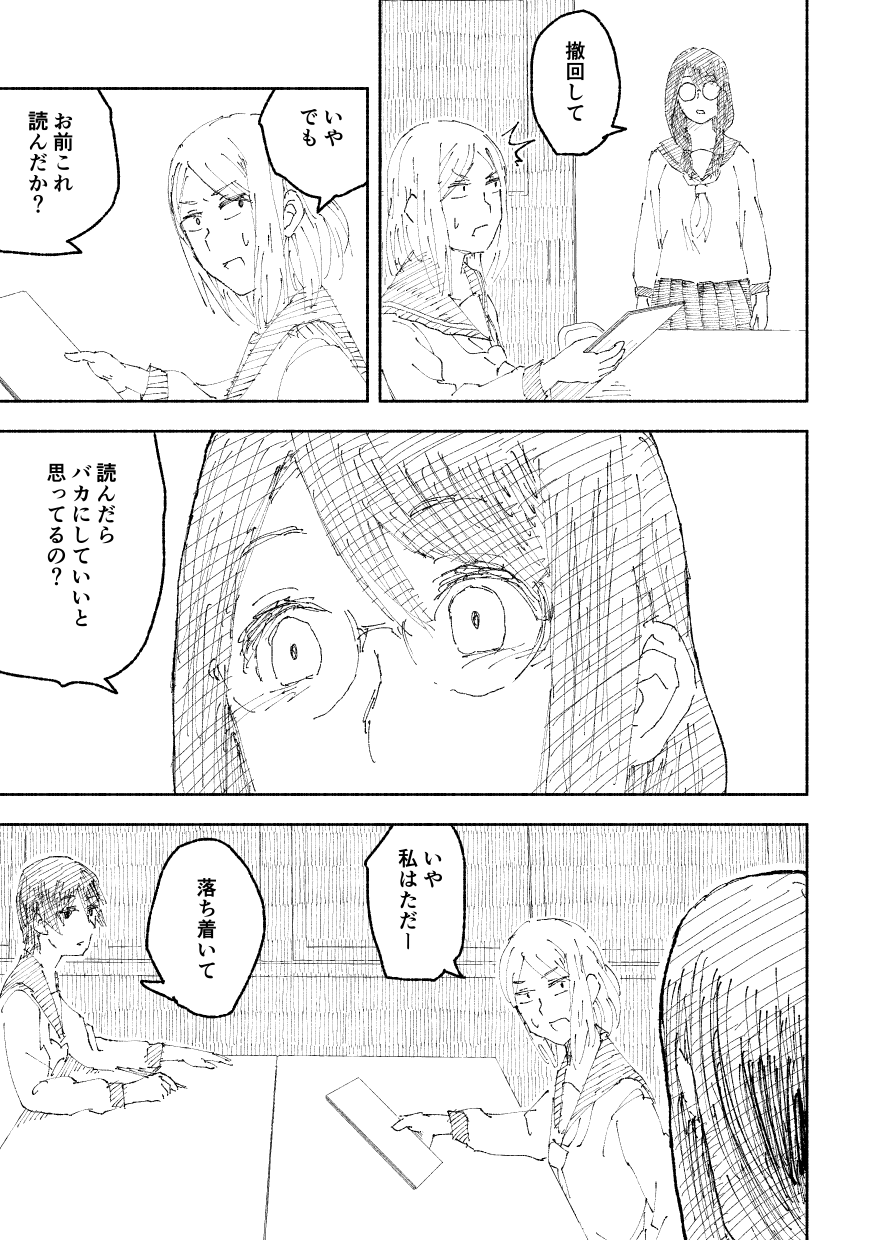 撤回して
いや
でも
お前これ
読んだか？
読んだら
バカにしていいと
思ってるの？
いや
私はただー
落ち着いて